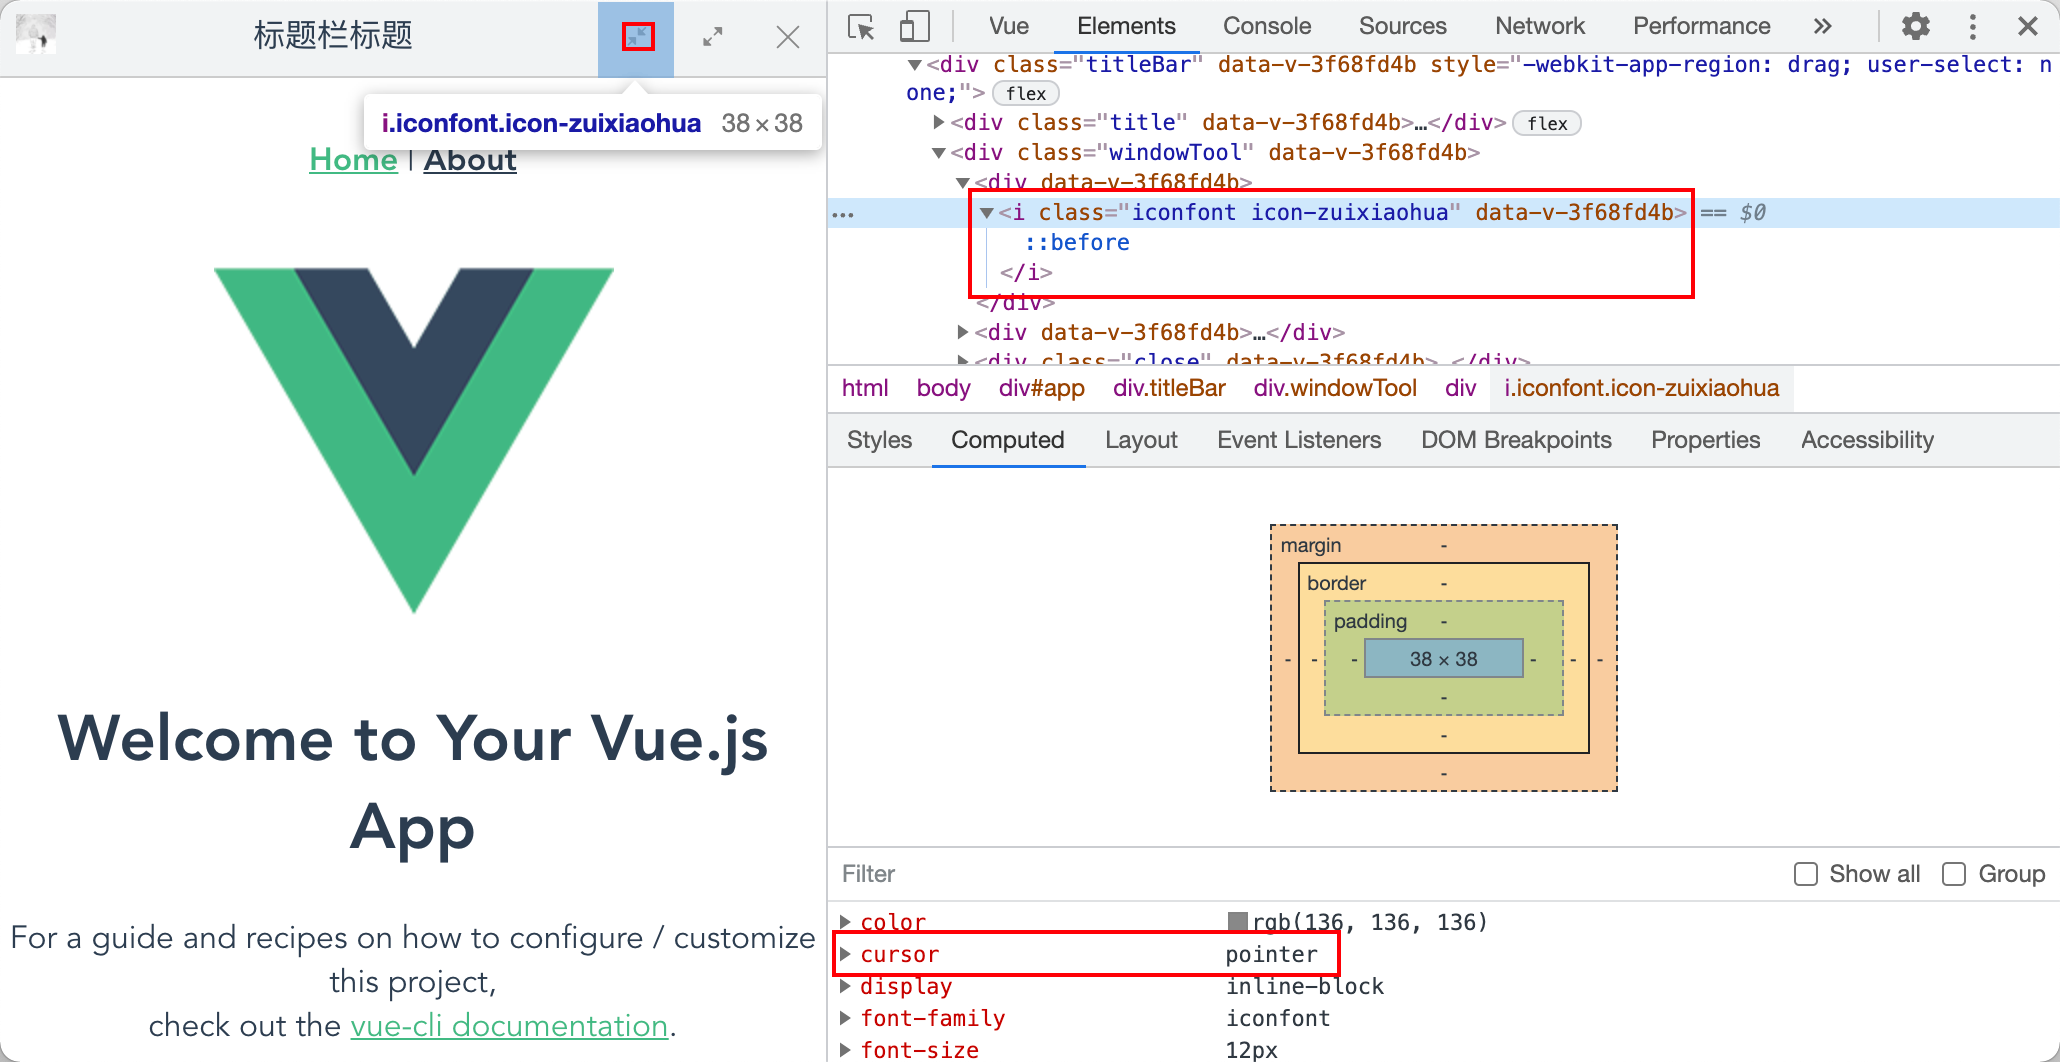 标题栏标题
i.iconfont.icon-zuixiaohua 38×38
Home | About
Welcome to Your Vue.js
App
For a guide and recipes on how to configure / customize
this project,
check out the vue-cli documentation.
Vue Elements Console Sources Network Performance »
<div class="titleBar" data-v-3f68fd4b style="-webkit-app-region: drag; user-select: n
one;"> flex
<div class="title" data-v-3f68fd4b>…</div> flex
<div class="windowTool" data-v-3f68fd4b>
<div data-v-3f68fd4b>
… <i class="iconfont icon-zuixiaohua" data-v-3f68fd4b> == $0
::before
</i>
</div>
<div data-v-3f68fd4b>…</div>
<div class="close" data-v-3f68fd4b>…</div>
html body div#app div.titleBar div.windowTool div i.iconfont.icon-zuixiaohua
Styles Computed Layout Event Listeners DOM Breakpoints Properties Accessibility
margin -
border -
padding -
- - - 38 × 38 - - -
-
-
-
Filter Show all Group
color rgb(136, 136, 136)
cursor pointer
display inline-block
font-family iconfont
font-size 12px